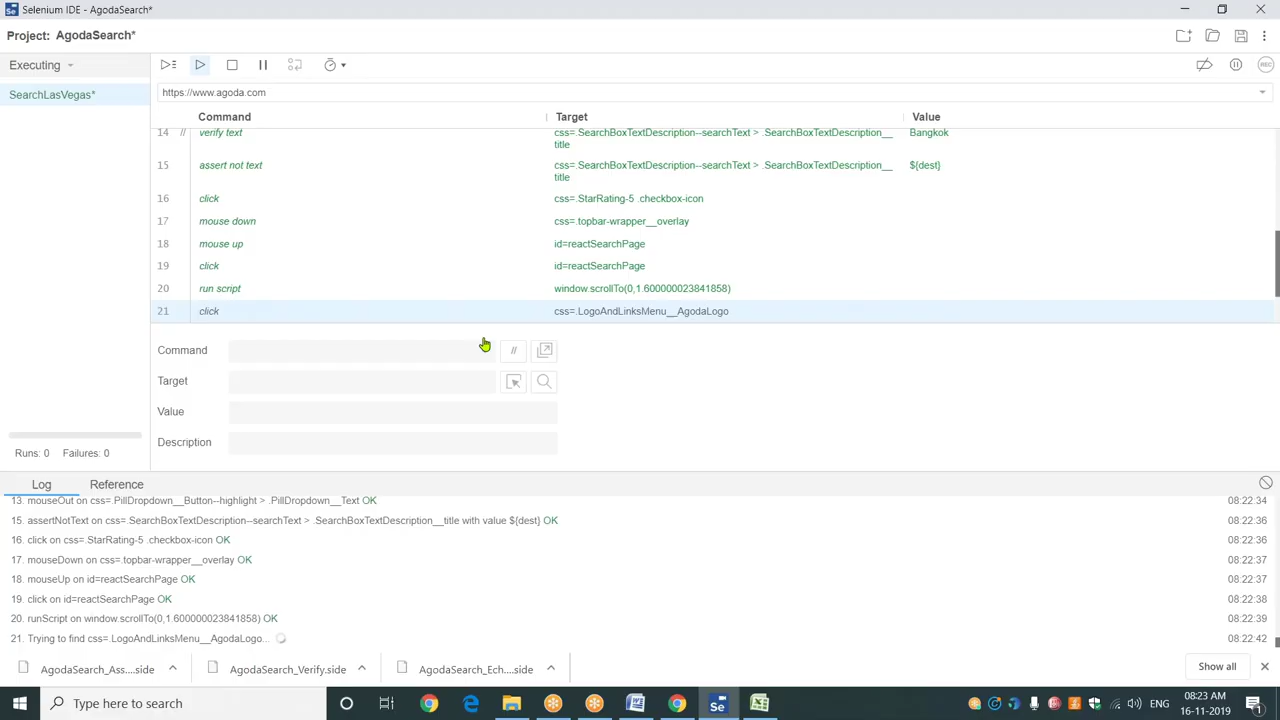 Selenium IDE - AgodaSearch*
Project: AgodaSearch*
Executing
https://www.agoda.com
SearchLasVegas*
Command Target Value
14 // verify text css=.SearchBoxTextDescription--searchText > .SearchBoxTextDescription__ Bangkok
title
15 assert not text css=.SearchBoxTextDescription--searchText > .SearchBoxTextDescription__ ${dest}
title
16 click css=.StarRating-5 .checkbox-icon
17 mouse down css=.topbar-wrapper__overlay
18 mouse up id=reactSearchPage
19 click id=reactSearchPage
20 run script window.scrollTo(0,1.600000023841858)
21 click css=.LogoAndLinksMenu__AgodaLogo
Command //
Target
Value
Description
Runs: 0 Failures: 0
Log Reference
13. mouseOut on css=.PillDropdown__Button--highlight > .PillDropdown__Text OK 08:22:34
15. assertNotText on css=.SearchBoxTextDescription--searchText > .SearchBoxTextDescription__title with value ${dest} OK 08:22:36
16. click on css=.StarRating-5 .checkbox-icon OK 08:22:36
17. mouseDown on css=.topbar-wrapper__overlay OK 08:22:37
18. mouseUp on id=reactSearchPage OK 08:22:37
19. click on id=reactSearchPage OK 08:22:38
20. runScript on window.scrollTo(0,1.600000023841858) OK 08:22:39
21. Trying to find css=.LogoAndLinksMenu__AgodaLogo... 08:22:42
AgodaSearch_Ass....side AgodaSearch_Verify.side AgodaSearch_Ech....side Show all
Type here to search
ENG
08:23 AM
16-11-2019